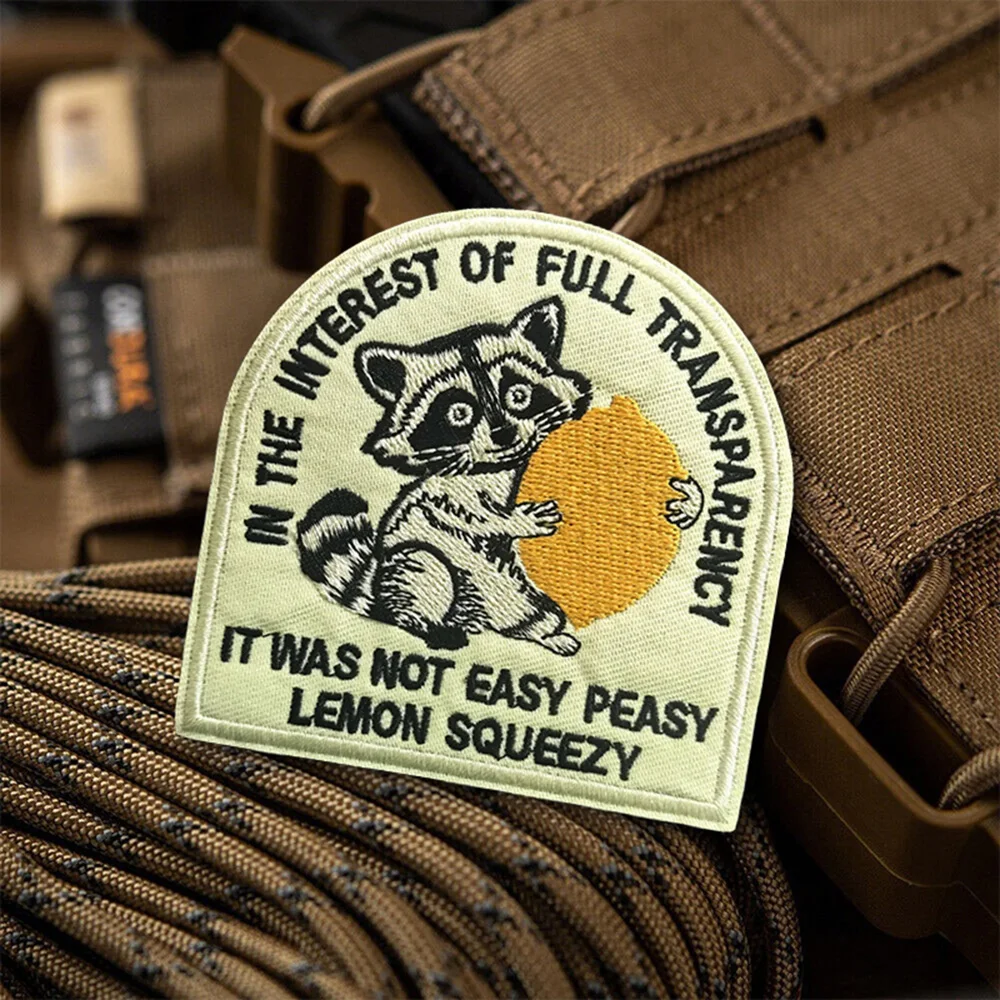 IN THE INTEREST OF FULL TRANSPARENCY
IT WAS NOT EASY PEASY
LEMON SQUEEZY